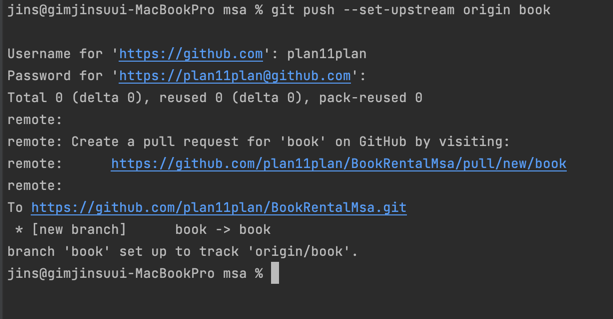 jins@gimjinsuui-MacBookPro msa % git push --set-upstream origin book
Username for 'https://github.com': plan11plan
Password for 'https://plan11plan@github.com':
Total 0 (delta 0), reused 0 (delta 0), pack-reused 0
remote:
remote: Create a pull request for 'book' on GitHub by visiting:
remote:      https://github.com/plan11plan/BookRentalMsa/pull/new/book
remote:
To https://github.com/plan11plan/BookRentalMsa.git
 * [new branch]      book -> book
branch 'book' set up to track 'origin/book'.
jins@gimjinsuui-MacBookPro msa %